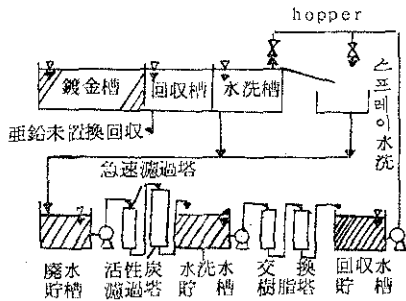 hopper
鍍金槽
回収槽
水洗槽
스프레이 水洗
亜鉛末置換回収
急速濾過塔
廃水
貯槽
活性炭
濾過塔
水洗水
貯槽
交換
樹脂塔
回収水
貯槽